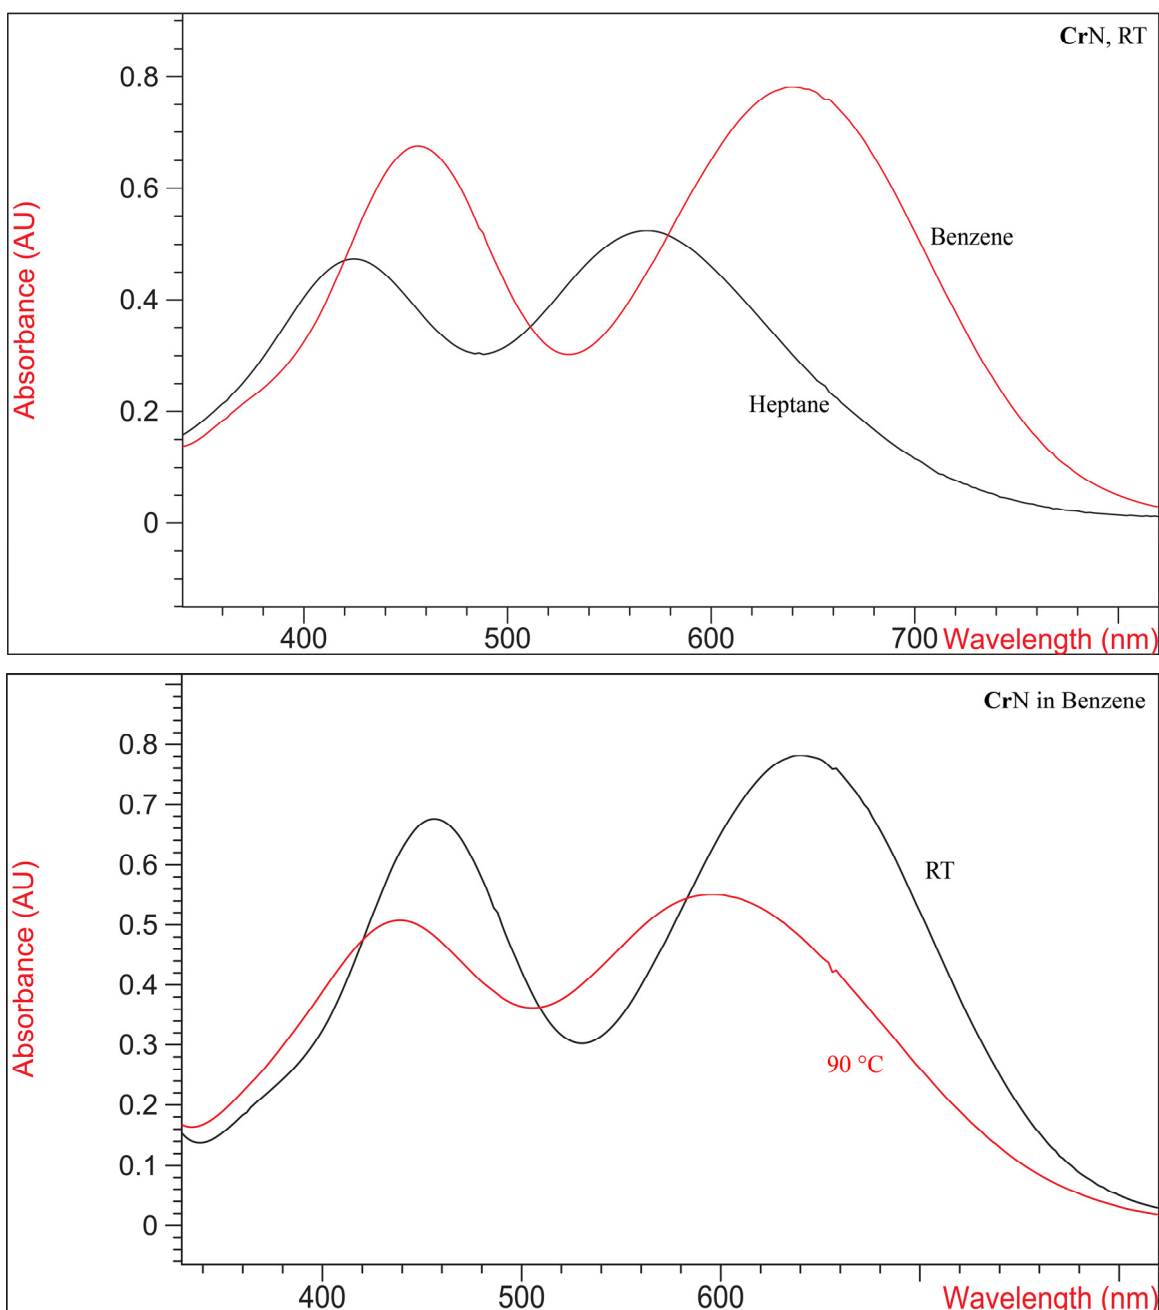 CrN, RT
0.8
0.6
0.4
0.2
0
Absorbance (AU)
Benzene
Heptane
400
500
600
700
Wavelength (nm)
CrN in Benzene
0.8
0.7
0.6
0.5
0.4
0.3
0.2
0.1
0
Absorbance (AU)
RT
90 °C
400
500
600
Wavelength (nm)